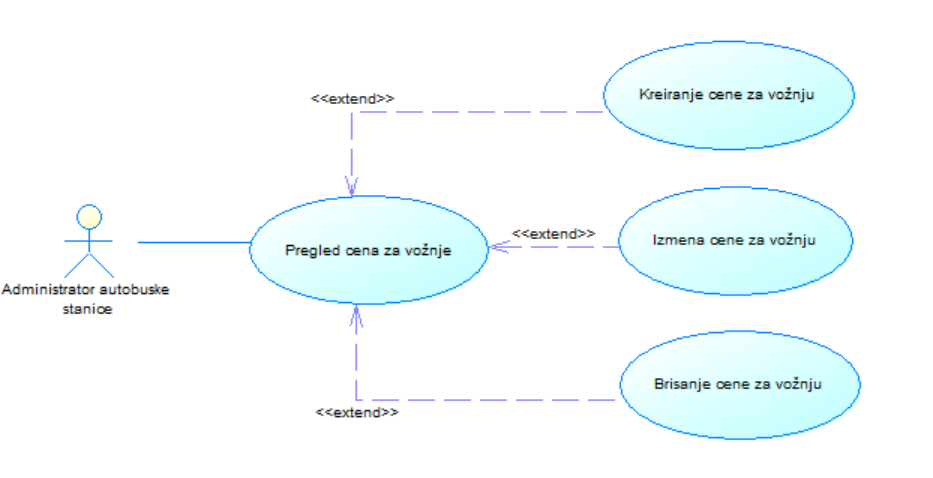 <<extend>>
Kreiranje cene za vožnju
Pregled cena za vožnje
<<extend>>
Izmena cene za vožnju
Administrator autobuske
stanice
<<extend>>
Brisanje cene za vožnju